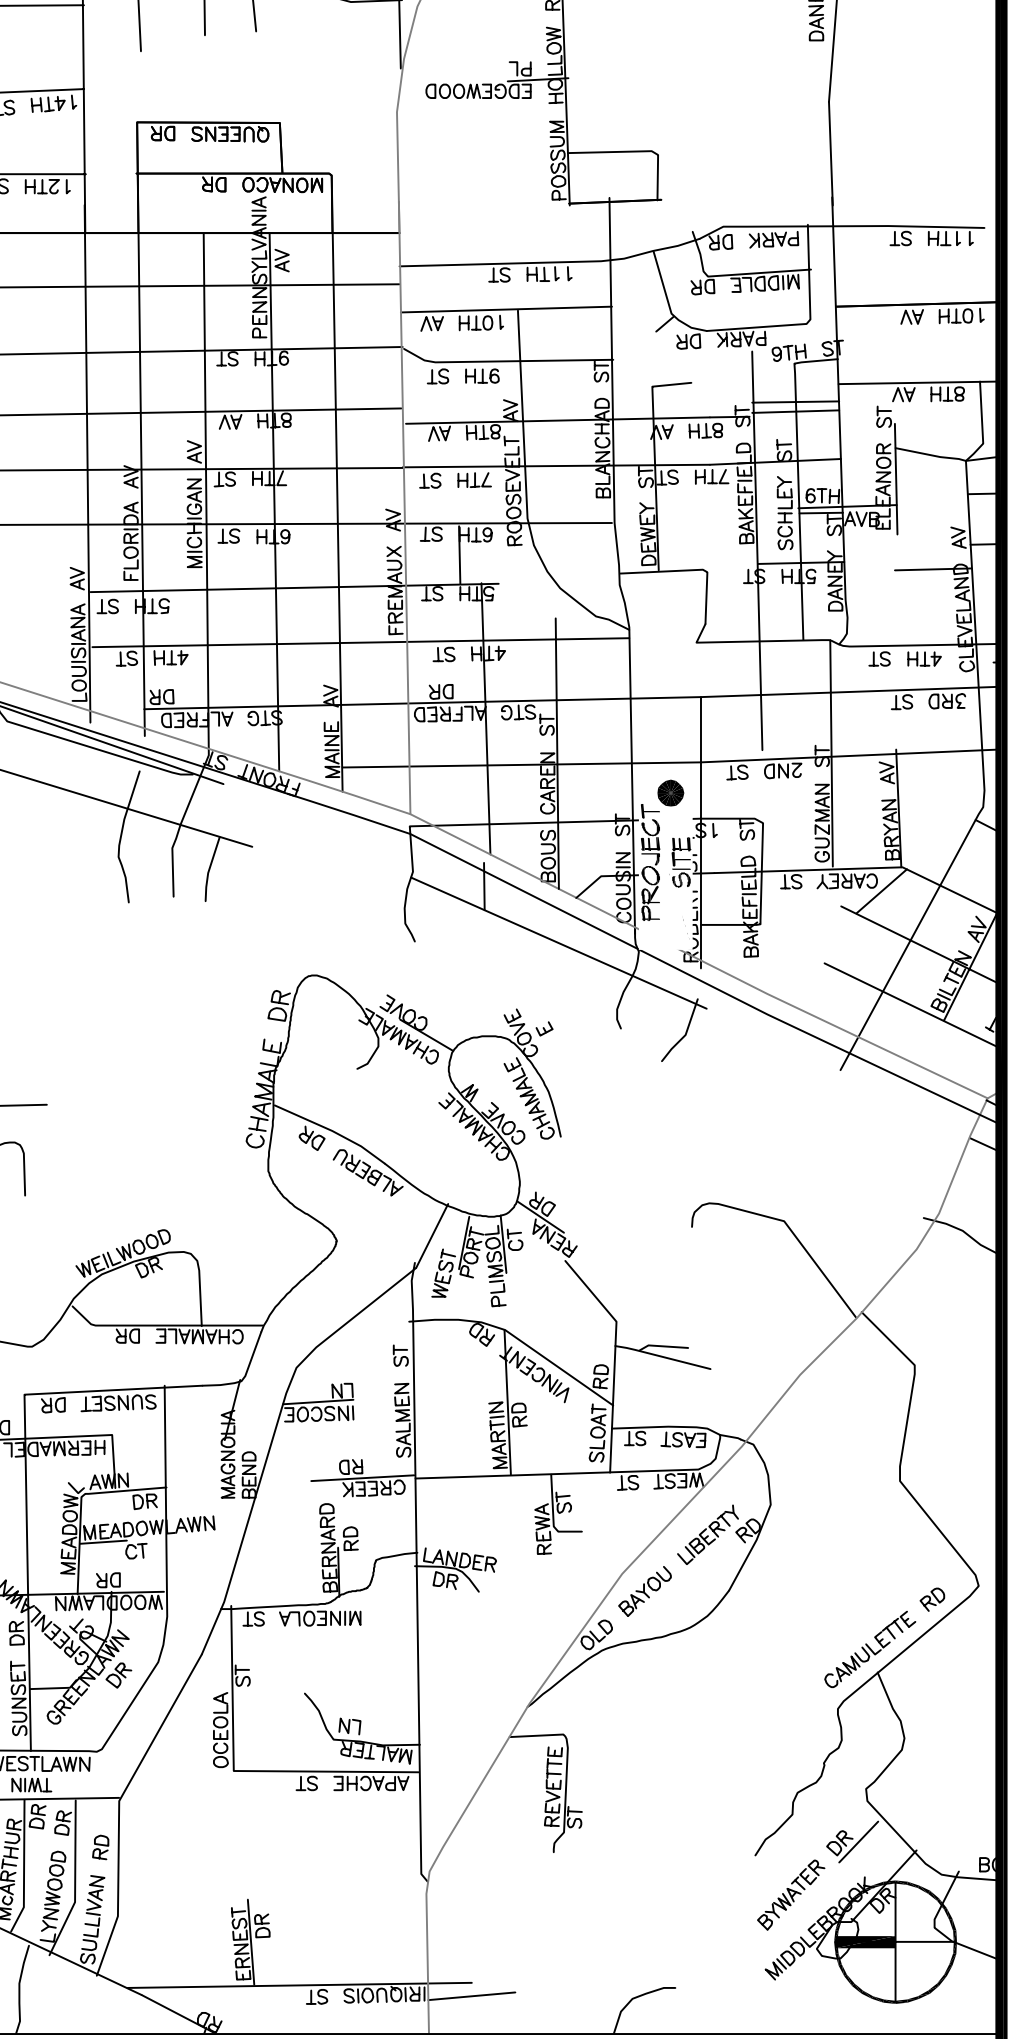 DANE
POSSUM HOLLOW R
EDGEWOOD
PL
14TH ST
QUEENS DR
12TH S
MONACO DR
PENNSYLVANIA
AV
11TH ST
PARK DR
11TH ST
MIDDLE DR
10TH AV
10TH AV
PARK DR
9TH ST
9TH ST
9TH ST
8TH AV
8TH AV
8TH AV
8TH AV
ROOSEVELT AV
BLANCHAD ST
7TH ST
7TH ST
7TH ST
FLORIDA AV
MICHIGAN AV
BAKEFIELD ST
SCHLEY ST
ELEANOR ST
6TH
AVB
6TH ST
6TH ST
DEWEY ST
DANEY ST
FREMAUX AV
CLEVELAND AV
5TH ST
5TH ST
5TH ST
LOUISIANA AV
4TH ST
4TH ST
4TH ST
STG ALFRED
DR
STG ALFRED
DR
3RD ST
MAINE AV
FRONT ST
2ND ST
BOUS CAREN ST
GUZMAN ST
BRYAN AV
COUSIN ST
PROJECT
SITE
1S
BAKEFIELD ST
CAREY ST
BILTEN AV
CHAMALE DR
CHAMALE
COVE
CHAMALE
COVE
E
CHAMALE
COVE W
ALBERU DR
RENA
DR
WEST
PORT
PLIMSOL
CT
WEILWOOD
DR
CHAMALE DR
VINCENT RD
SALMEN ST
SLOAT RD
SUNSET DR
INSCOE
LN
MAGNOLIA
BEND
MARTIN
RD
EAST ST
HERMADEL
D
CREEK
RD
WEST ST
MEADOWLAWN
DR
MEADOWLAWN
CT
BERNARD
RD
REWA
ST
LANDER
DR
OLD BAYOU LIBERTY
RD
WOODLAWN
DR
GREENLAWN
CT
GREENLAWN
DR
MINEOLA ST
SUNSET DR
OCEOLA
ST
CAMULETTE RD
MALTER
LN
ESTLAWN
TWIN
APACHE ST
REVETTE
ST
McARTHUR
DR
LYNWOOD DR
SULLIVAN RD
BYWATER DR
MIDDLEBROOK
DR
BO
ERNEST
DR
IRIQUOIS ST
RD